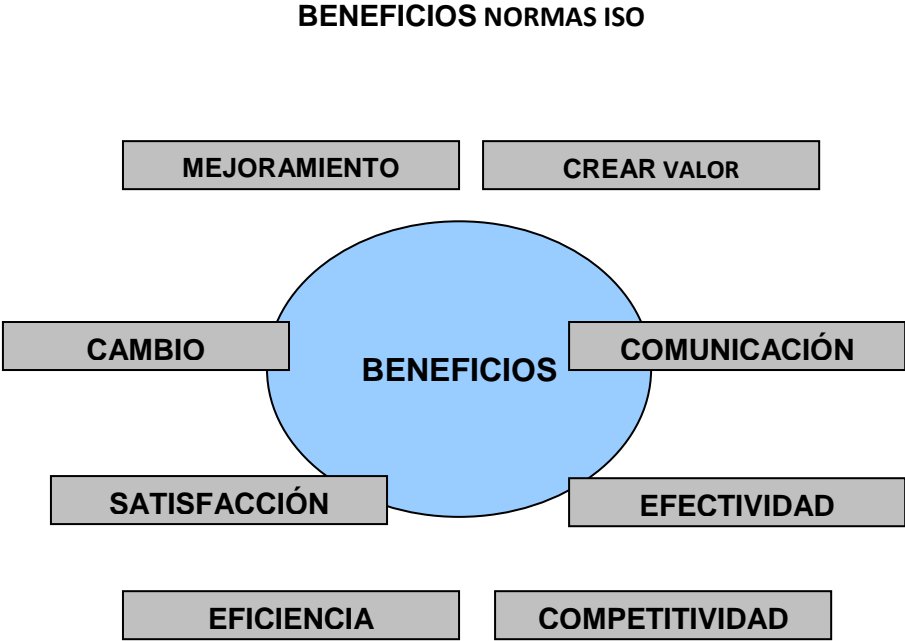 BENEFICIOS NORMAS ISO
MEJORAMIENTO
CREAR VALOR
CAMBIO
BENEFICIOS
COMUNICACIÓN
SATISFACCIÓN
EFECTIVIDAD
EFICIENCIA
COMPETITIVIDAD